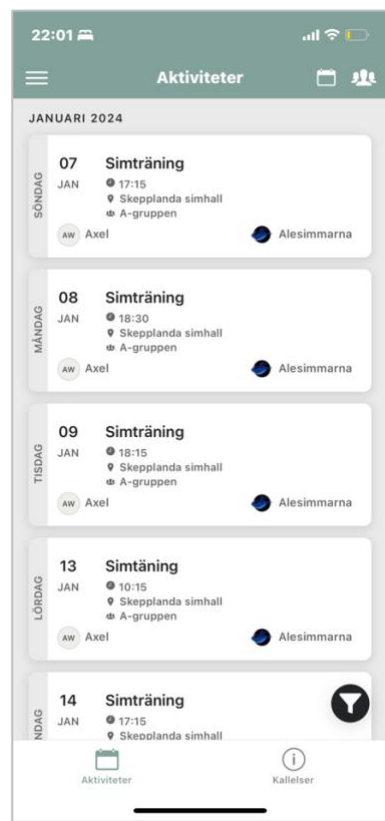 22:01
Aktiviteter
JANUARI 2024
SÖNDAG
07 Simträning
JAN 17:15
Skepplanda simhall
A-gruppen
AW Axel Alesimmarna
MÅNDAG
08 Simträning
JAN 18:30
Skepplanda simhall
A-gruppen
AW Axel Alesimmarna
TISDAG
09 Simträning
JAN 18:15
Skepplanda simhall
A-gruppen
AW Axel Alesimmarna
LÖRDAG
13 Simtäning
JAN 10:15
Skepplanda simhall
A-gruppen
AW Axel Alesimmarna
NDAG
14 Simträning
JAN 17:15
Skepplanda simhall
Aktiviteter Kallelser